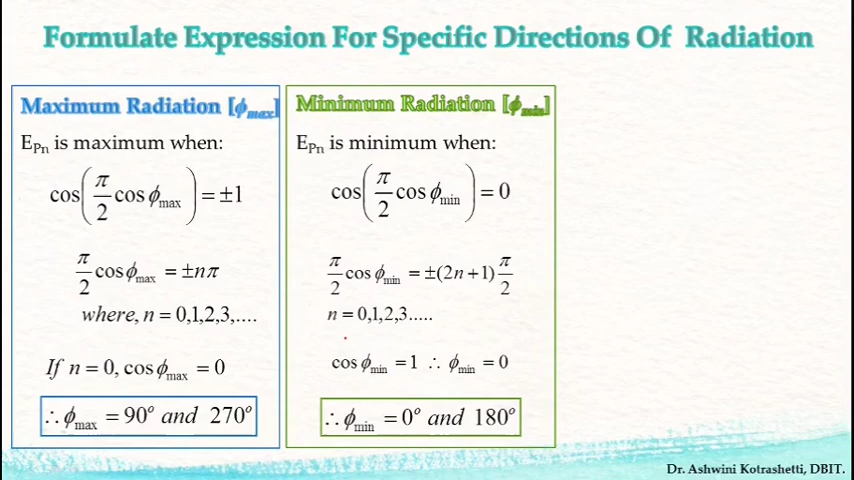 Formulate Expression For Specific Directions Of Radiation
Maximum Radiation [ϕmax]
EPn is maximum when:
cos(π/2 cos ϕmax) = ±1
π/2 cos ϕmax = ±nπ
where, n = 0,1,2,3,....
If n = 0, cos ϕmax = 0
∴ ϕmax = 90° and 270°
Minimum Radiation [ϕmin]
EPn is minimum when:
cos(π/2 cos ϕmin) = 0
π/2 cos ϕmin = ±(2n+1) π/2
n = 0,1,2,3.....
cos ϕmin = 1 ∴ ϕmin = 0
∴ ϕmin = 0° and 180°
Dr. Ashwini Kotrashetti, DBIT.